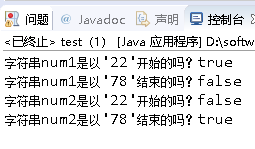 问题 @ Javadoc 声明 控制台
<已终止> test (1) [Java 应用程序] D:\softw
字符串num1是以'22'开始的吗？true
字符串num1是以'78'结束的吗？false
字符串num2是以'22'开始的吗？false
字符串num2是以'78'结束的吗？true